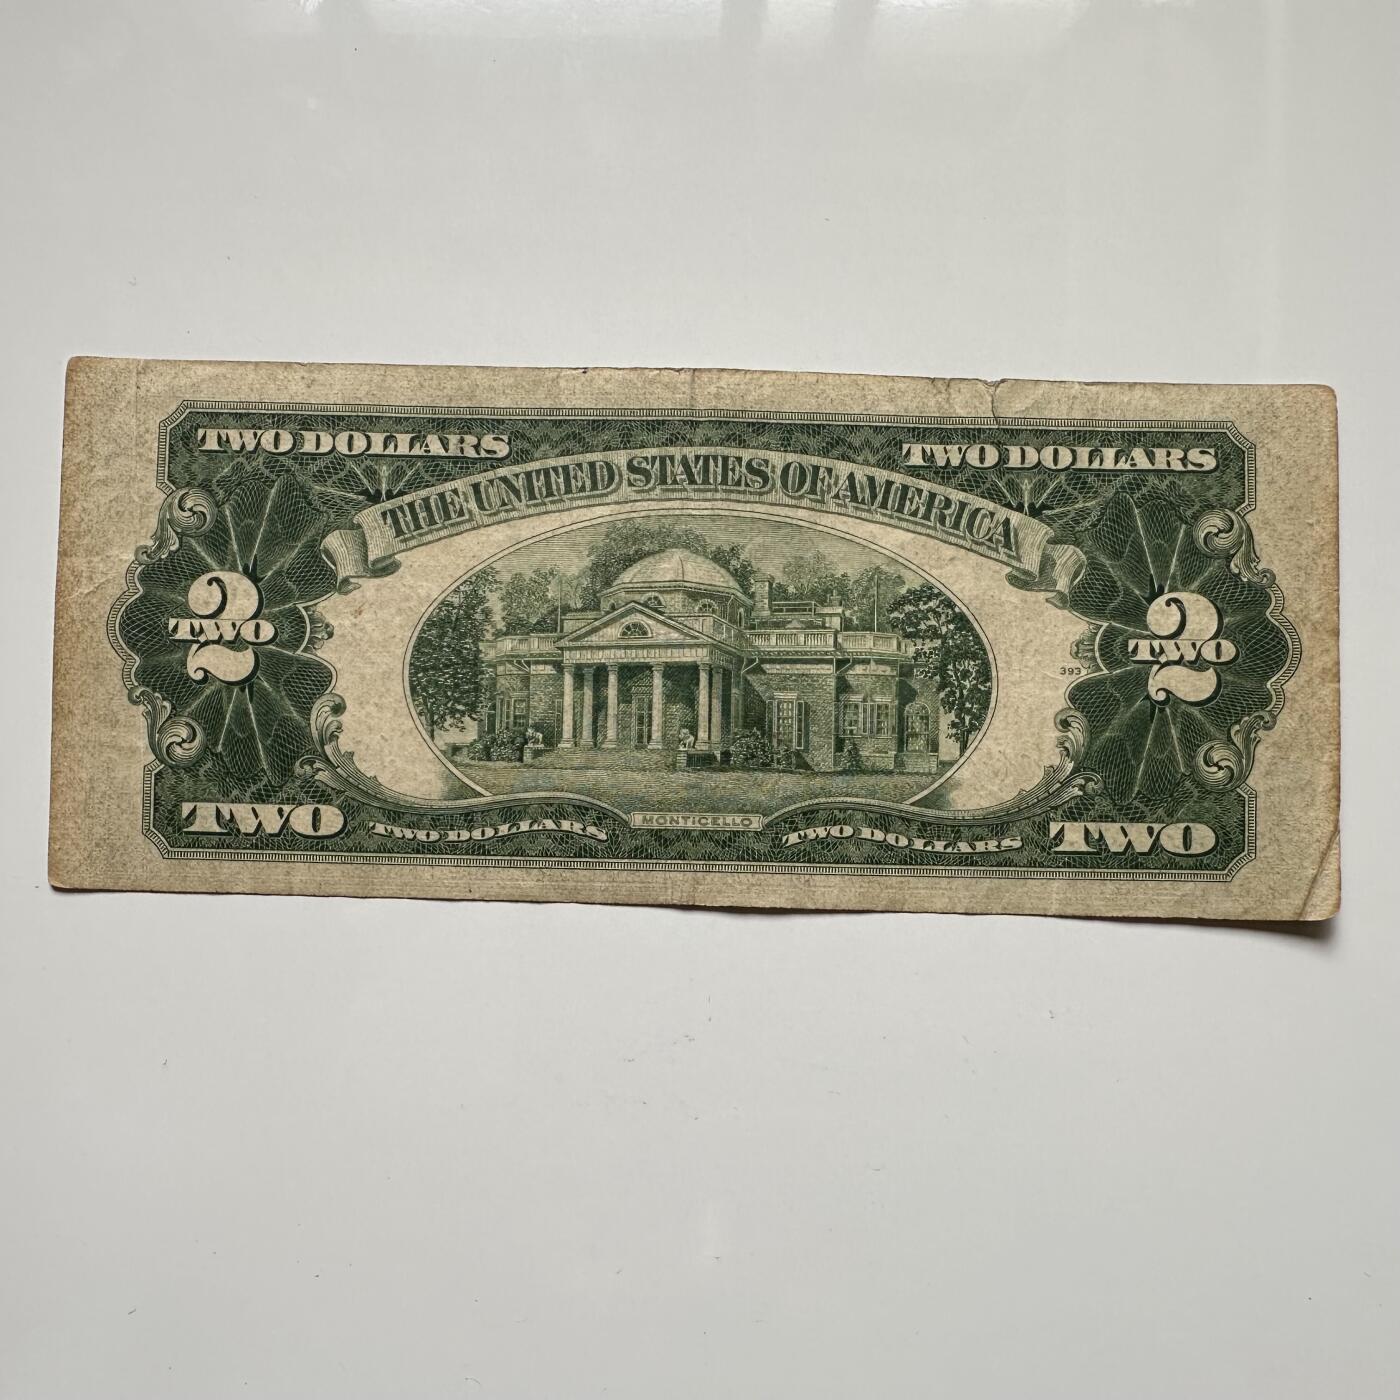 TWO DOLLARS TWO DOLLARS
THE UNITED STATES OF AMERICA
2 TWO
2 TWO
393
MONTICELLO
TWO TWO DOLLARS TWO DOLLARS TWO